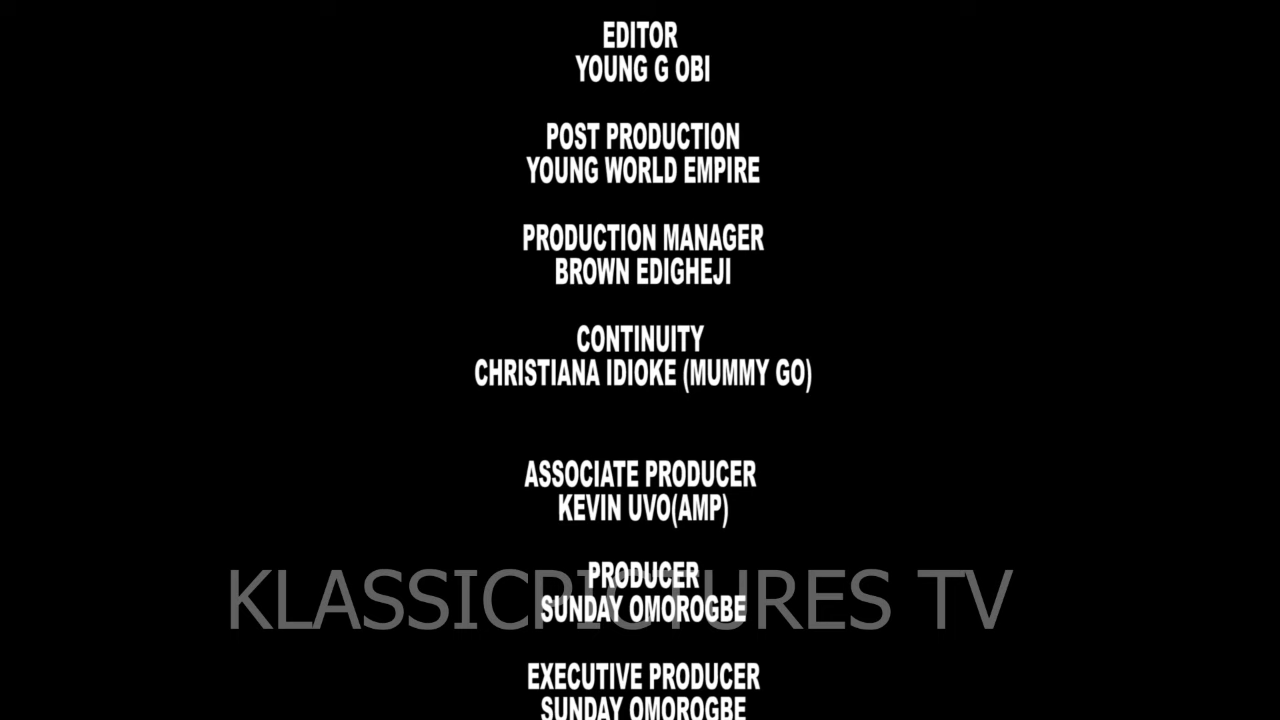 EDITOR
YOUNG G OBI
POST PRODUCTION
YOUNG WORLD EMPIRE
PRODUCTION MANAGER
BROWN EDIGHEJI
CONTINUITY
CHRISTIANA IDIOKE (MUMMY GO)
ASSOCIATE PRODUCER
KEVIN UVO(AMP)
PRODUCER
KLASSICPICTURES TV
SUNDAY OMOROGBE
EXECUTIVE PRODUCER
SUNDAY OMOROGBE